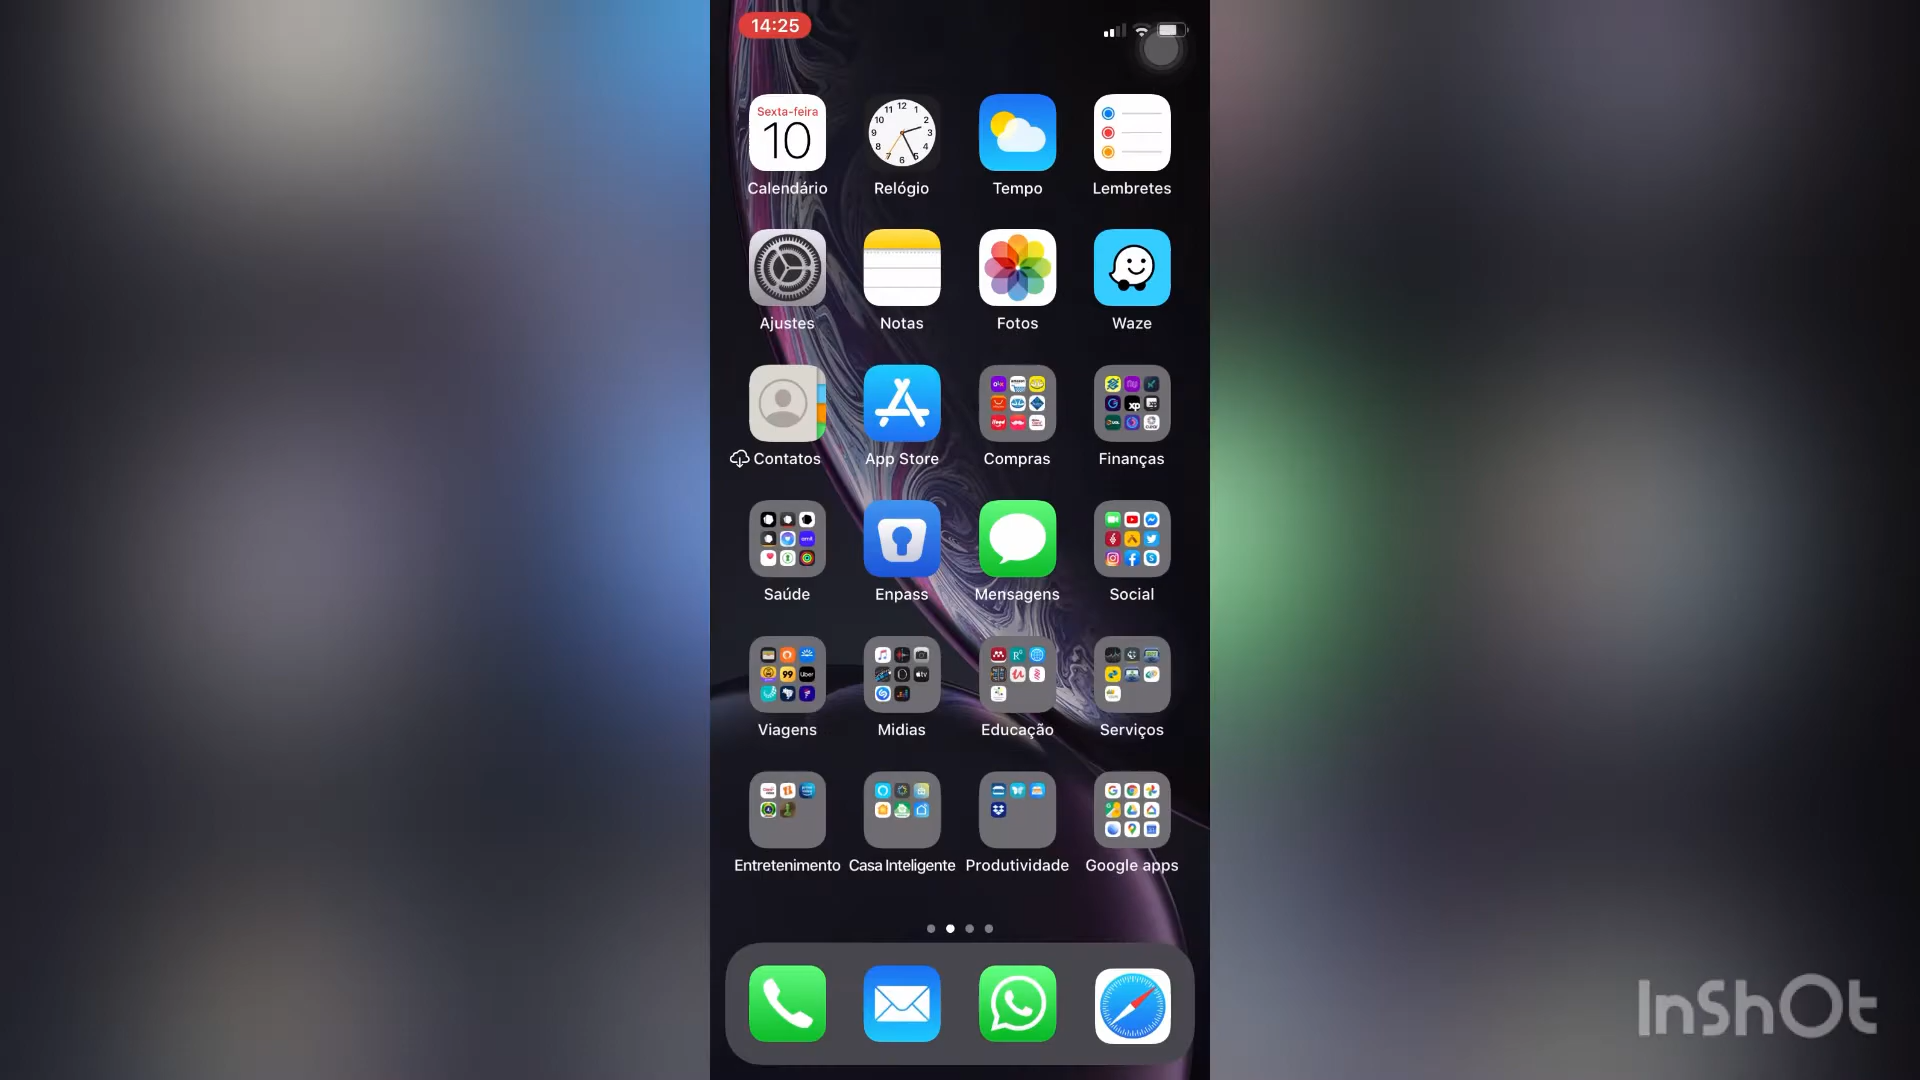 14:25
Sexta-feira
10
Calendário
Relógio
Tempo
Lembretes
Ajustes
Notas
Fotos
Waze
Contatos
App Store
Compras
Finanças
Saúde
Enpass
Mensagens
Social
Viagens
Midias
Educação
Serviços
Entretenimento
Casa Inteligente
Produtividade
Google apps
InShOt